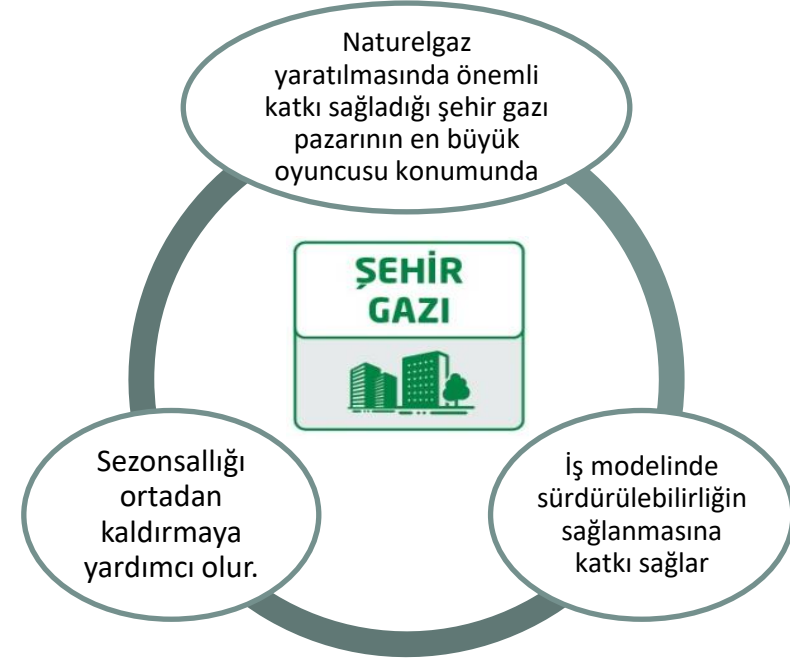 Naturelgaz
yaratılmasında önemli
katkı sağladığı şehir gazı
pazarının en büyük
oyuncusu konumunda
ŞEHİR
GAZI
Sezonsallığı
ortadan
kaldırmaya
yardımcı olur.
İş modelinde
sürdürülebilirliğin
sağlanmasına
katkı sağlar